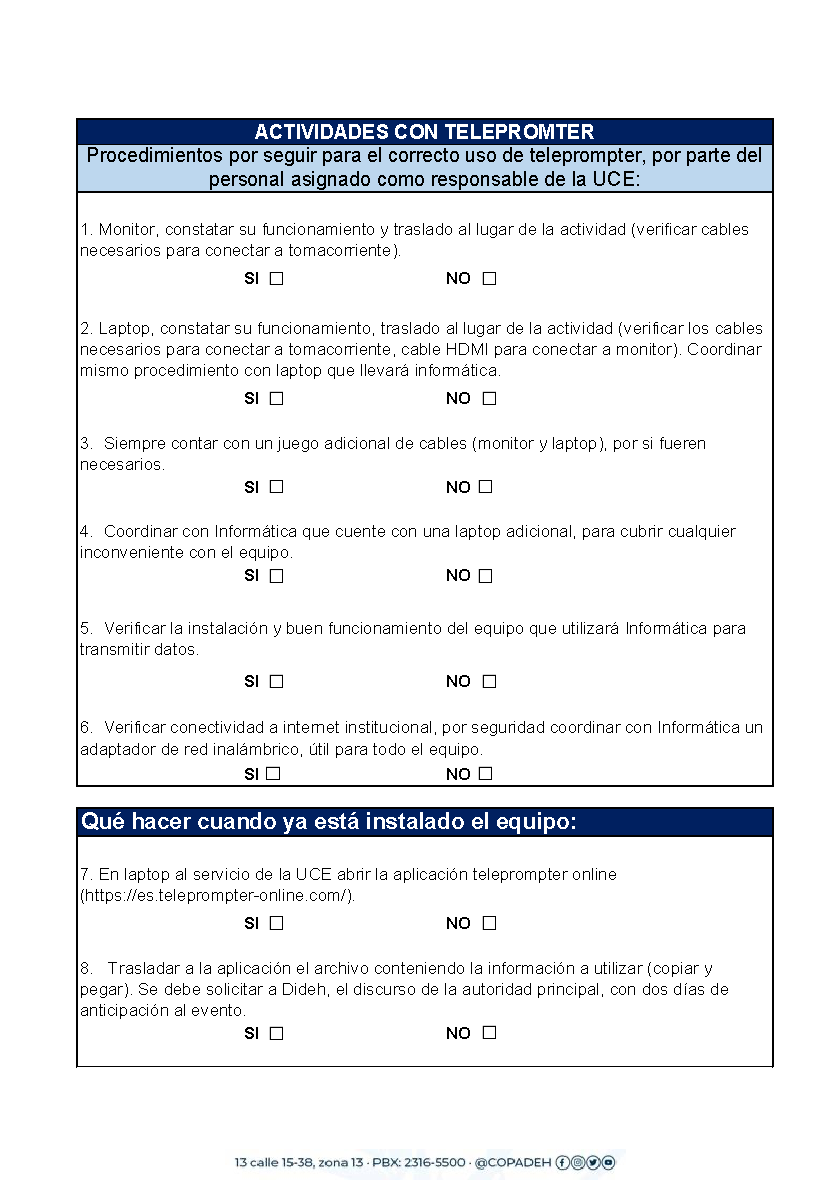 ACTIVIDADES CON TELEPROMTER
Procedimientos por seguir para el correcto uso de teleprompter, por parte del
personal asignado como responsable de la UCE:
1. Monitor, constatar su funcionamiento y traslado al lugar de la actividad (verificar cables
necesarios para conectar a tomacorriente).
SI ☐ NO ☐
2. Laptop, constatar su funcionamiento, traslado al lugar de la actividad (verificar los cables
necesarios para conectar a tomacorriente, cable HDMI para conectar a monitor). Coordinar
mismo procedimiento con laptop que llevará informática.
SI ☐ NO ☐
3. Siempre contar con un juego adicional de cables (monitor y laptop), por si fueren
necesarios.
SI ☐ NO ☐
4. Coordinar con Informática que cuente con una laptop adicional, para cubrir cualquier
inconveniente con el equipo.
SI ☐ NO ☐
5. Verificar la instalación y buen funcionamiento del equipo que utilizará Informática para
transmitir datos.
SI ☐ NO ☐
6. Verificar conectividad a internet institucional, por seguridad coordinar con Informática un
adaptador de red inalámbrico, útil para todo el equipo.
SI ☐ NO ☐
Qué hacer cuando ya está instalado el equipo:
7. En laptop al servicio de la UCE abrir la aplicación teleprompter online
(https://es.teleprompter-online.com/).
SI ☐ NO ☐
8. Trasladar a la aplicación el archivo conteniendo la información a utilizar (copiar y
pegar). Se debe solicitar a Dideh, el discurso de la autoridad principal, con dos días de
anticipación al evento.
SI ☐ NO ☐
13 calle 15-38, zona 13 · PBX: 2316-5500 · @COPADEH